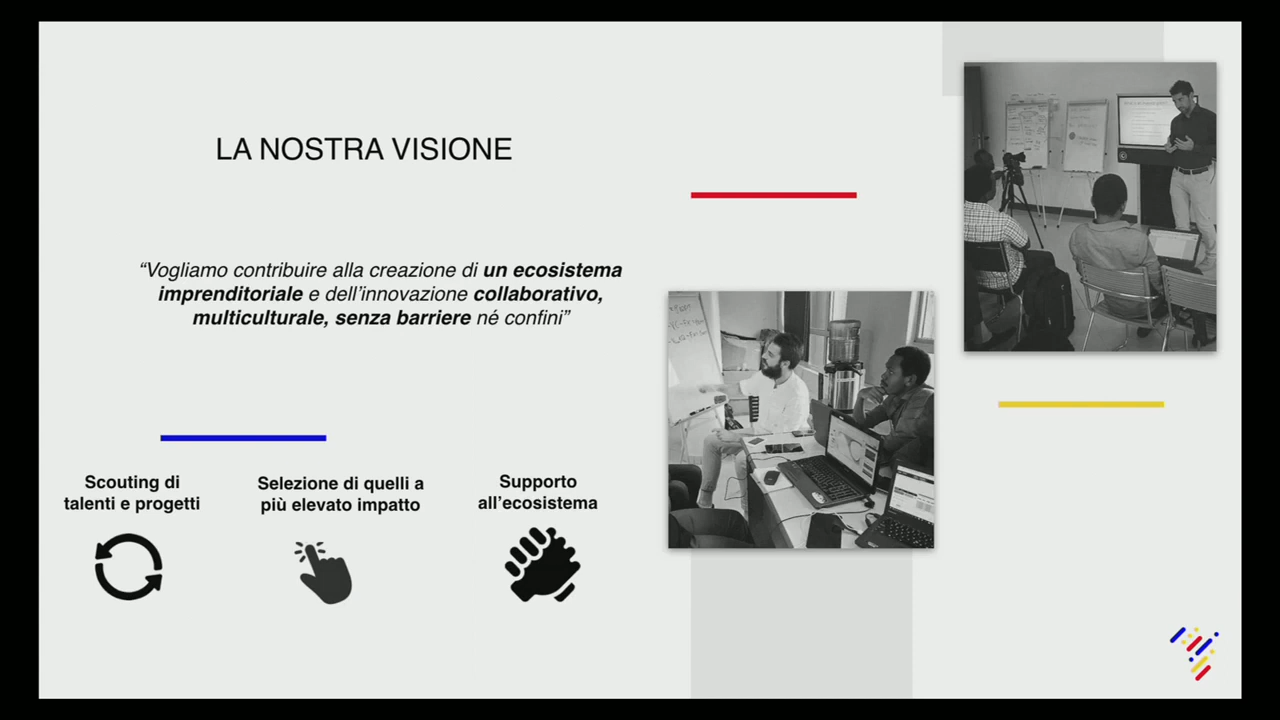 LA NOSTRA VISIONE
“Vogliamo contribuire alla creazione di un ecosistema
imprenditoriale e dell’innovazione collaborativo,
multiculturale, senza barriere né confini”
Scouting di
talenti e progetti
Selezione di quelli a
più elevato impatto
Supporto
all’ecosistema